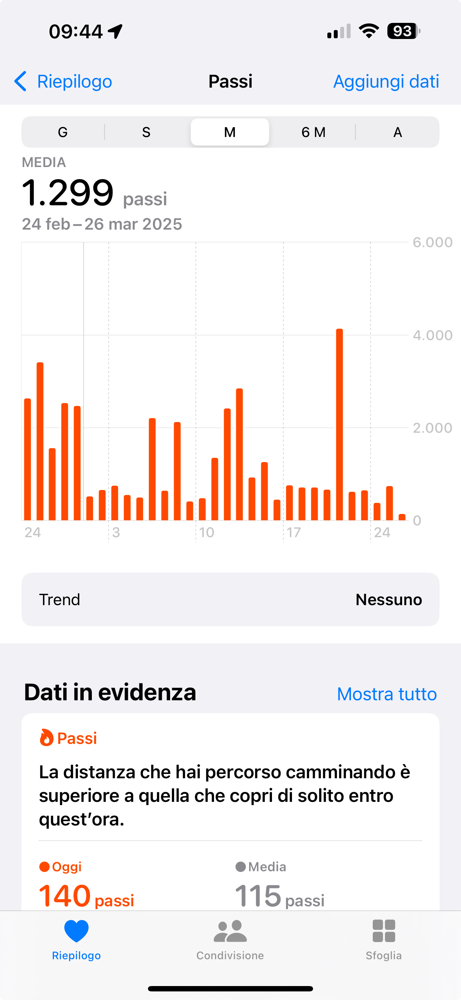 09:44
93
Riepilogo
Passi
Aggiungi dati
G S M 6 M A
MEDIA
1.299 passi
24 feb – 26 mar 2025
6.000
4.000
2.000
0
24 3 10 17 24
Trend Nessuno
Dati in evidenza Mostra tutto
Passi
La distanza che hai percorso camminando è
superiore a quella che copri di solito entro
quest’ora.
Oggi Media
140 passi 115 passi
Riepilogo Condivisione Sfoglia